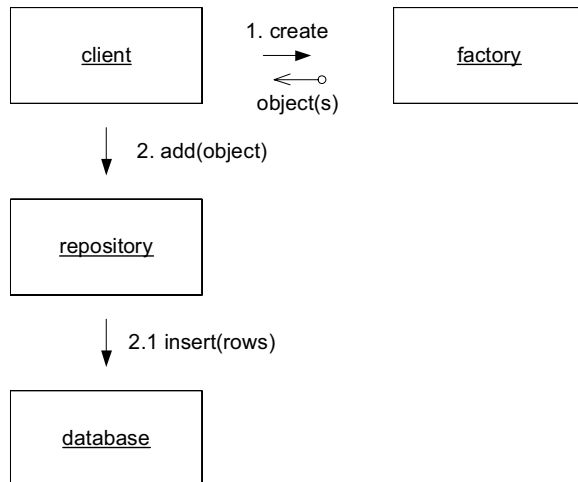 1. create
client
factory
object(s)
2. add(object)
repository
2.1 insert(rows)
database